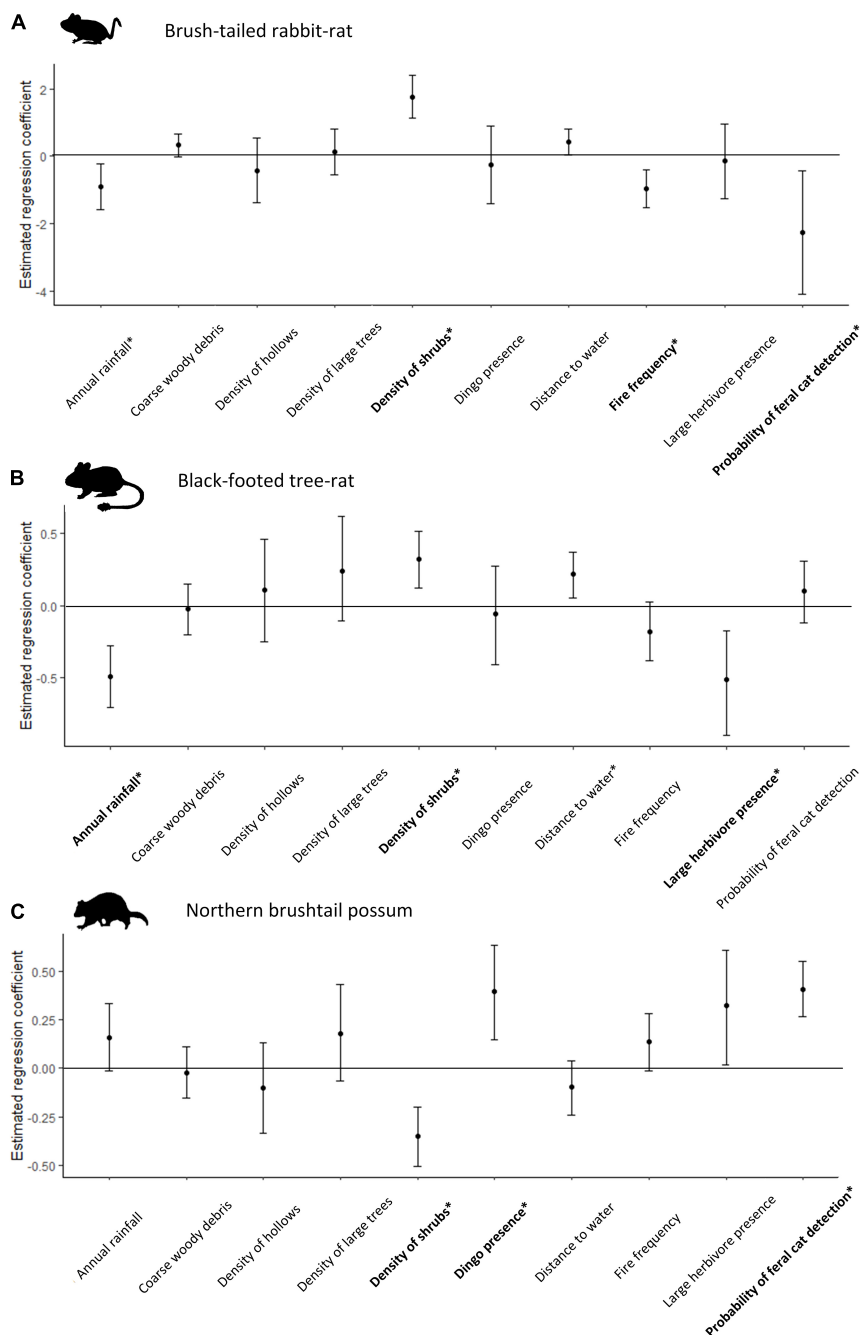 A
Brush-tailed rabbit-rat
Estimated regression coefficient
2
0
-2
-4
Annual rainfall*
Coarse woody debris
Density of hollows
Density of large trees
Density of shrubs*
Dingo presence
Distance to water
Fire frequency*
Large herbivore presence
Probability of feral cat detection*
B
Black-footed tree-rat
Estimated regression coefficient
0.5
0.0
-0.5
Annual rainfall*
Coarse woody debris
Density of hollows
Density of large trees
Density of shrubs*
Dingo presence
Distance to water*
Fire frequency
Large herbivore presence*
Probability of feral cat detection
C
Northern brushtail possum
Estimated regression coefficient
0.50
0.25
0.00
-0.25
-0.50
Annual rainfall
Coarse woody debris
Density of hollows
Density of large trees
Density of shrubs*
Dingo presence*
Distance to water
Fire frequency
Large herbivore presence
Probability of feral cat detection*